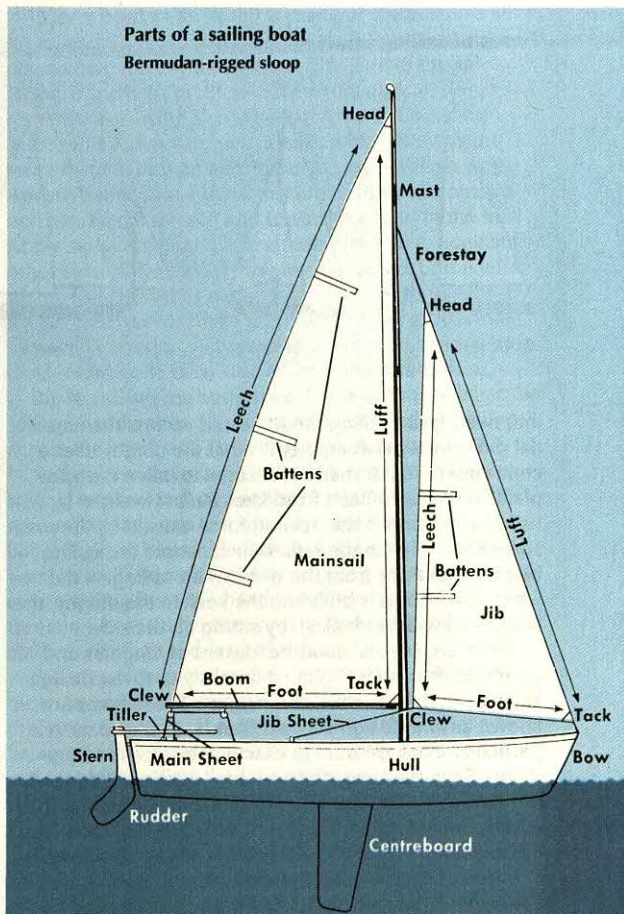 Parts of a sailing boat
Bermudan-rigged sloop
Head
Mast
Forestay
Head
Leech
Luff
Battens
Leech
Luff
Battens
Mainsail
Jib
Clew
Boom
Foot
Tack
Foot
Tiller
Jib Sheet
Clew
Tack
Stern
Main Sheet
Hull
Bow
Rudder
Centreboard